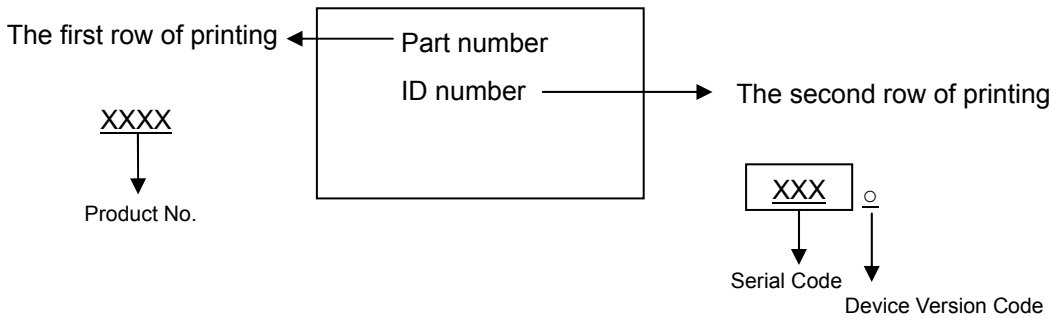 The first row of printing
Part number
ID number
The second row of printing
XXXX
Product No.
XXX ○
Serial Code
Device Version Code